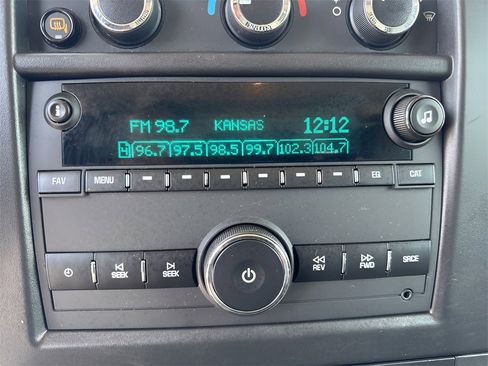 FM 98.7 KANSAS 12:12
96.7 97.5 98.5 99.7 102.3 104.7
FAV MENU EQ CAT
SEEK SEEK REV FWD SRCE